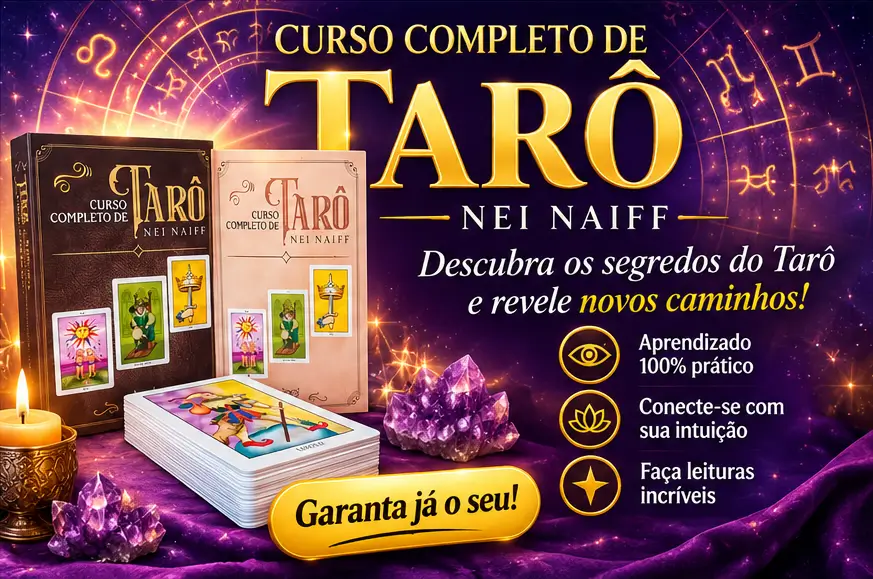 CURSO COMPLETO DE
TARÔ
NEI NAIFF
Descubra os segredos do Tarô
e revele novos caminhos!
Aprendizado
100% prático
Conecte-se com
sua intuição
Faça leituras
incríveis
Garanta já o seu!
CURSO
COMPLETO DE
TARÔ
NEI NAIFF
CURSO
COMPLETO DE
TARÔ
NEI NAIFF